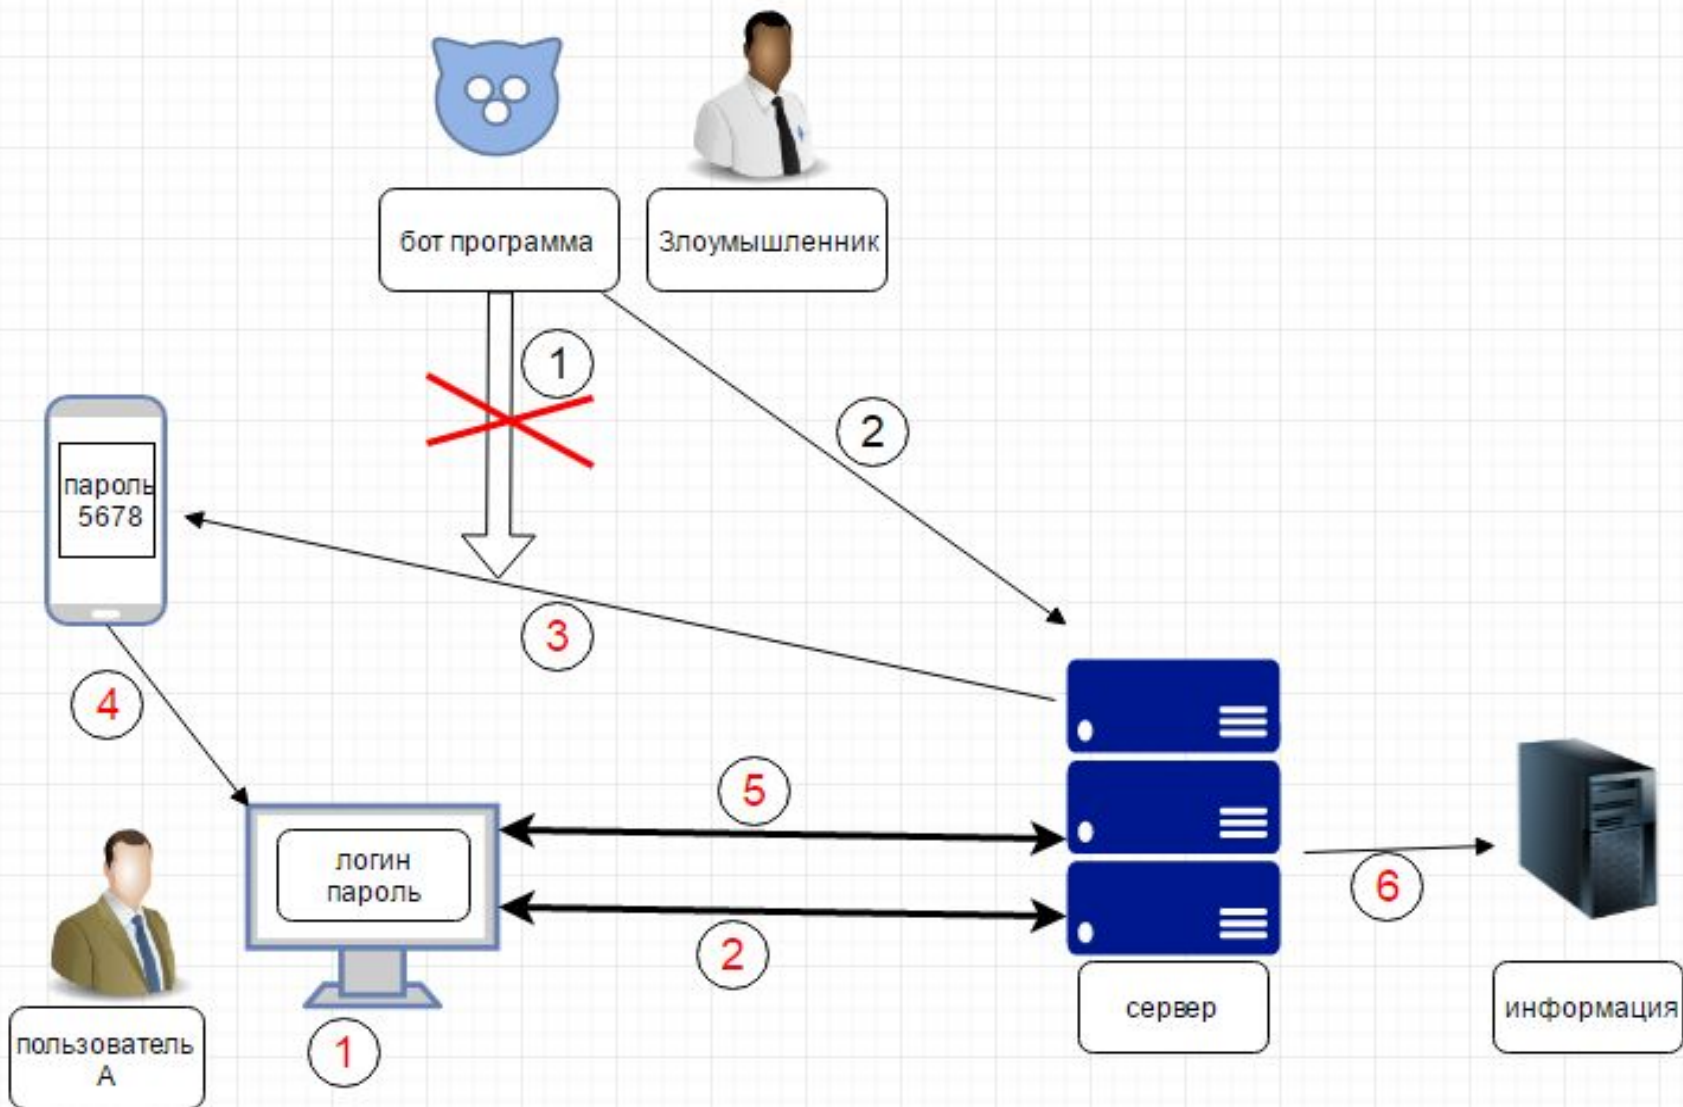 бот программа
Злоумышленник
1
2
пароль
5678
3
4
5
логин
пароль
6
2
сервер
информация
пользователь
А
1